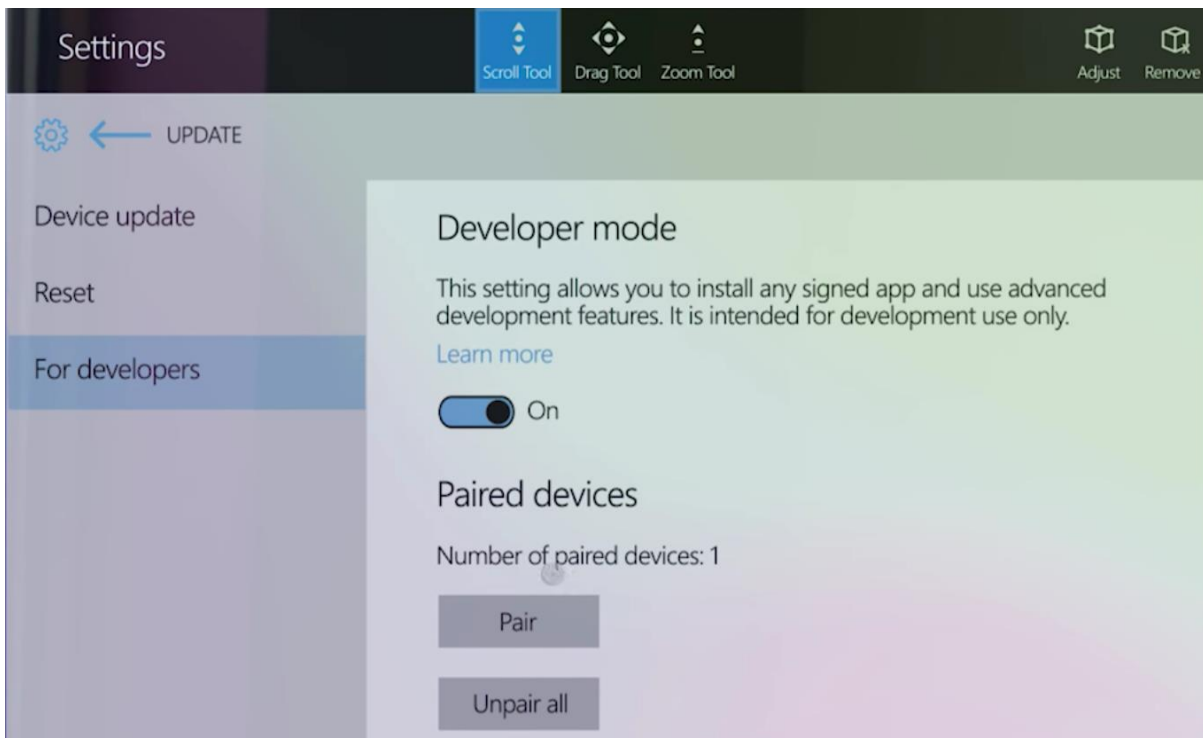 Settings
Scroll Tool
Drag Tool
Zoom Tool
Adjust
Remove
UPDATE
Device update
Reset
For developers
Developer mode
This setting allows you to install any signed app and use advanced
development features. It is intended for development use only.
Learn more
On
Paired devices
Number of paired devices: 1
Pair
Unpair all